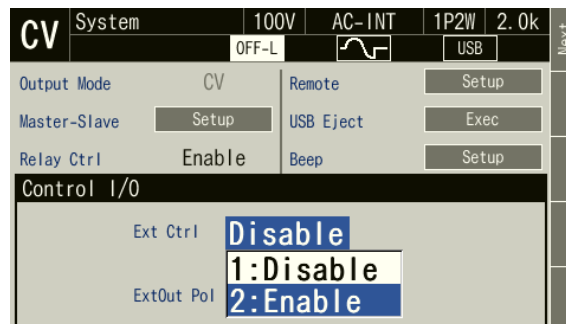 CV System 100V AC-INT 1P2W 2.0k Next
OFF-L USB
Output Mode CV Remote Setup
Master-Slave Setup USB Eject Exec
Relay Ctrl Enable Beep Setup
Control I/O
Ext Ctrl Disable
1:Disable
ExtOut Pol 2:Enable